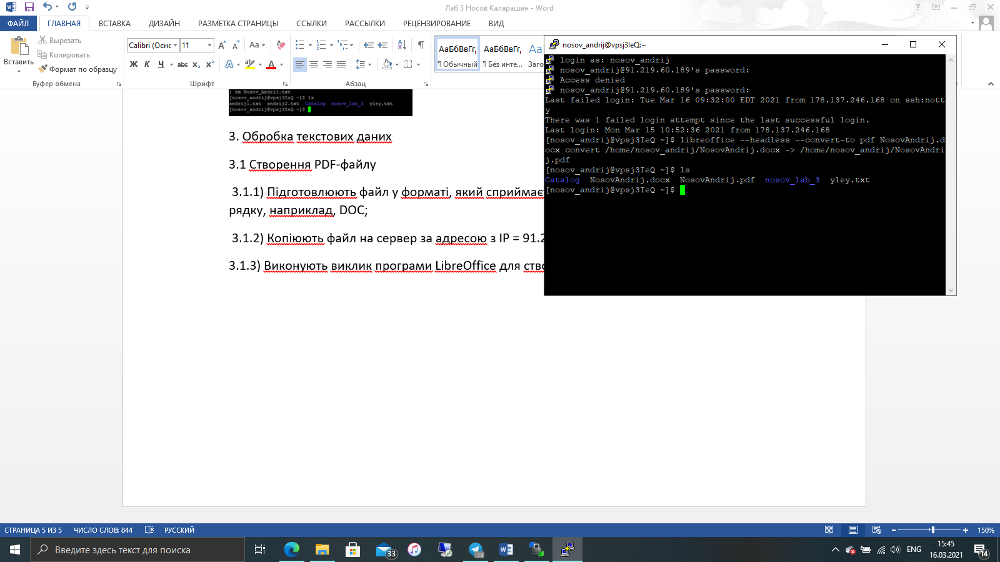 Лаб 3 Носов Каларашан - Word
ФАЙЛ ГЛАВНАЯ ВСТАВКА ДИЗАЙН РАЗМЕТКА СТРАНИЦЫ ССЫЛКИ РАССЫЛКИ РЕЦЕНЗИРОВАНИЕ ВИД
Вставить
Вырезать
Копировать
Формат по образцу
Буфер обмена
Calibri (Оснс 11
Ж К Ч abc x₂ x²
Шрифт
Абзац
АаБбВвГг, АаБбВвГг, Аа
¶ Обычный ¶ Без инте... Заго
| rm Nosov_Andrij.txt
[nosov_andrij@vpsj3IeQ ~]$ ls
andrij1.txt andrij2.txt Catalog nosov_lab_3 yley.txt
[nosov_andrij@vpsj3IeQ ~]$
3. Обробка текстових даних
3.1 Створення PDF-файлу
3.1.1) Підготовлюють файл у форматі, який сприймає
рядку, наприклад, DOC;
3.1.2) Копіюють файл на сервер за адресою з IP = 91.2
3.1.3) Виконують виклик програми LibreOffice для ство
nosov_andrij@vpsj3IeQ:~
login as: nosov_andrij
nosov_andrij@91.219.60.189's password:
Access denied
nosov_andrij@91.219.60.189's password:
Last failed login: Tue Mar 16 09:32:00 EDT 2021 from 178.137.246.168 on ssh:nott
y
There was 1 failed login attempt since the last successful login.
Last login: Mon Mar 15 10:52:36 2021 from 178.137.246.168
[nosov_andrij@vpsj3IeQ ~]$ libreoffice --headless --convert-to pdf NosovAndrij.d
ocx convert /home/nosov_andrij/NosovAndrij.docx -> /home/nosov_andrij/NosovAndri
j.pdf
[nosov_andrij@vpsj3IeQ ~]$ ls
Catalog NosovAndrij.docx NosovAndrij.pdf nosov_lab_3 yley.txt
[nosov_andrij@vpsj3IeQ ~]$
СТРАНИЦА 5 ИЗ 5 ЧИСЛО СЛОВ: 844 РУССКИЙ 150%
Введите здесь текст для поиска
33
14
ENG
15:45
16.03.2021
14